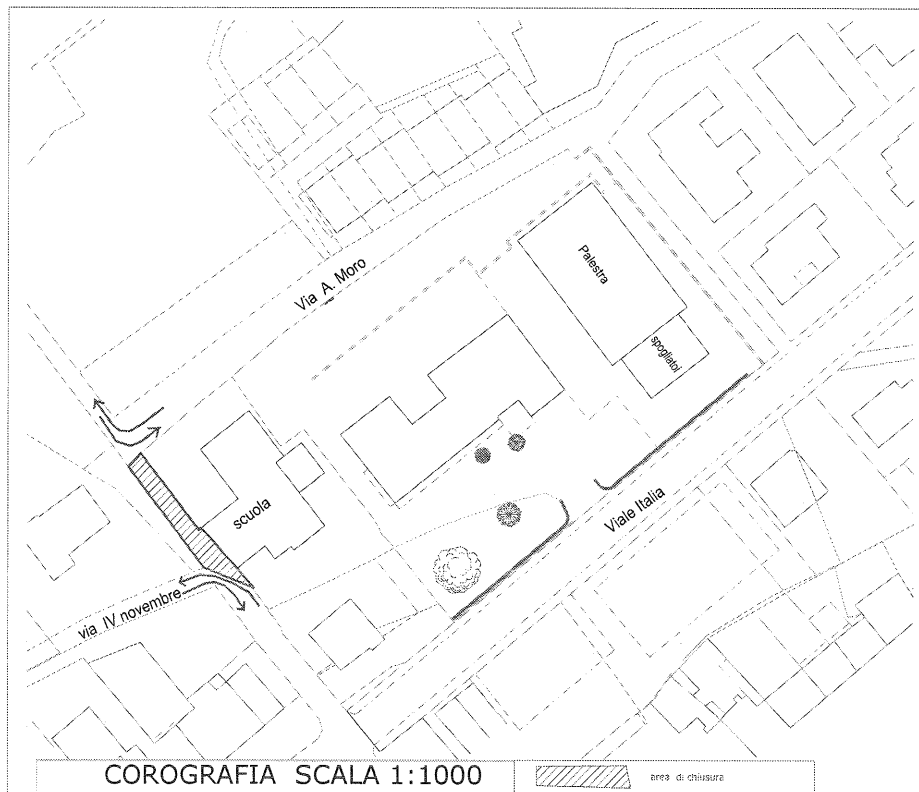 Palestra
Via A. Moro
spogliatoi
scuola
Viale Italia
via IV novembre
COROGRAFIA SCALA 1:1000
area di chiusura